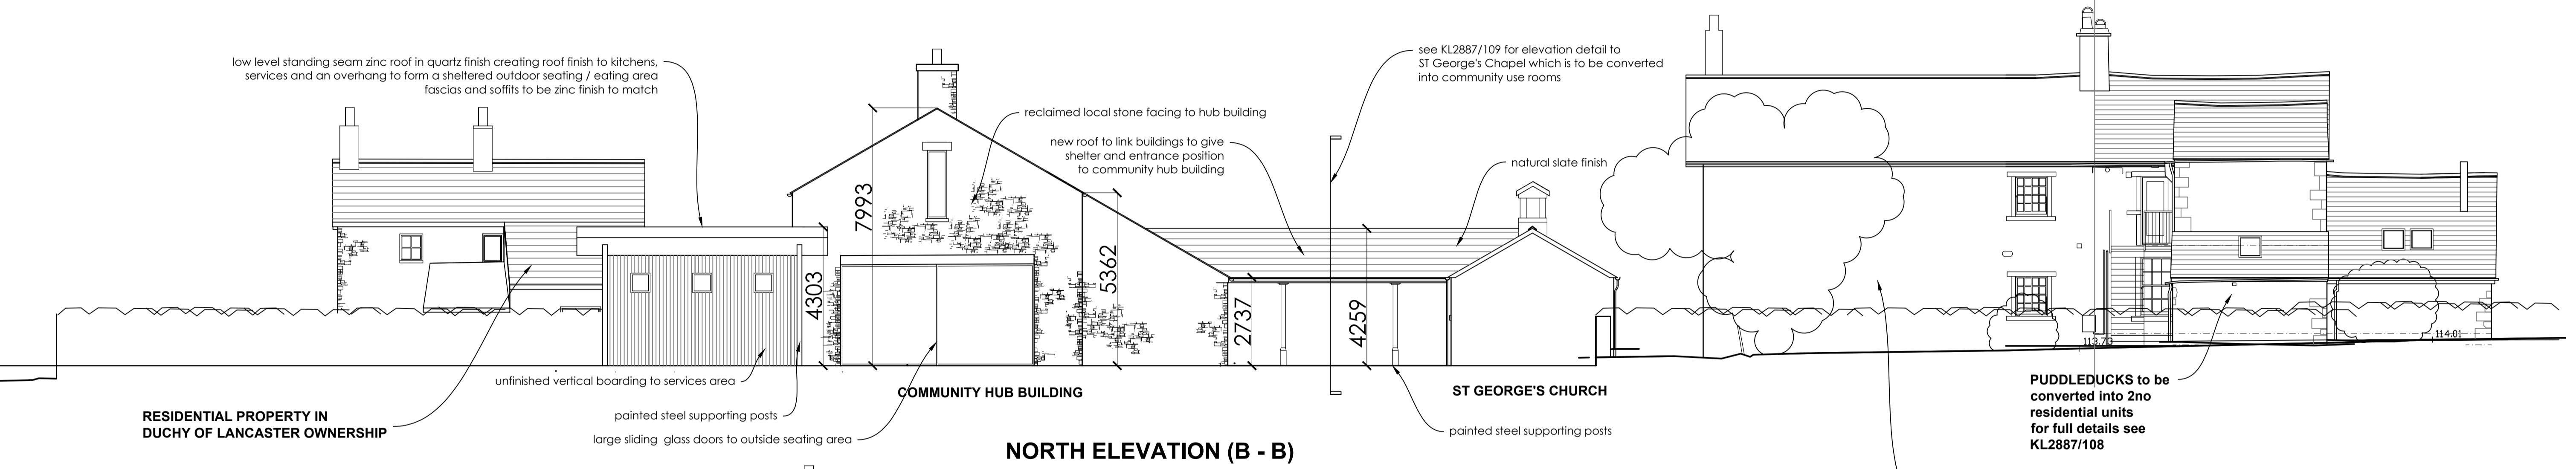 low level standing seam zinc roof in quartz finish creating roof finish to kitchens,
services and an overhang to form a sheltered outdoor seating / eating area
fascias and soffits to be zinc finish to match
see KL2887/109 for elevation detail to
ST George's Chapel which is to be converted
into community use rooms
reclaimed local stone facing to hub building
new roof to link buildings to give
shelter and entrance position
to community hub building
natural slate finish
7993
4303
5362
2737
4259
113.73
114.01
unfinished vertical boarding to services area
COMMUNITY HUB BUILDING
ST GEORGE'S CHURCH
PUDDLEDUCKS to be
converted into 2no
residential units
for full details see
KL2887/108
RESIDENTIAL PROPERTY IN
DUCHY OF LANCASTER OWNERSHIP
painted steel supporting posts
large sliding glass doors to outside seating area
painted steel supporting posts
NORTH ELEVATION (B - B)